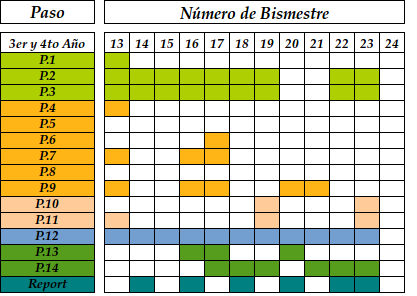 Paso Número de Bismestre
3er y 4to Año 13 14 15 16 17 18 19 20 21 22 23 24
P.1
P.2
P.3
P.4
P.5
P.6
P.7
P.8
P.9
P.10
P.11
P.12
P.13
P.14
Report